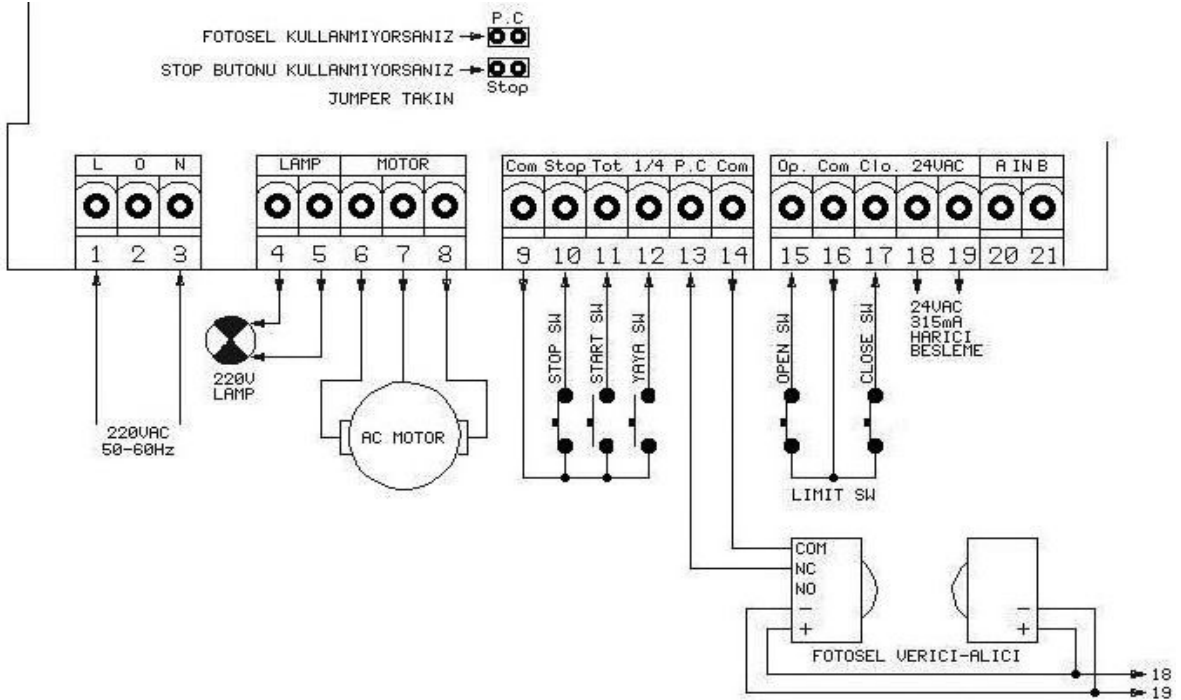 P.C
FOTOSEL KULLANMIYORSANIZ
STOP BUTONU KULLANMIYORSANIZ
Stop
JUMPER TAKIN
L O N
LAMP MOTOR
Com Stop Tot 1/4 P.C Com
Op. Com Clo. 24VAC
A IN B
1 2 3
4 5 6 7 8
9 10 11 12 13 14
15 16 17 18 19 20 21
220VAC
50-60Hz
220V
LAMP
AC MOTOR
STOP SW
START SW
YAYA SW
OPEN SW
CLOSE SW
LIMIT SW
24VAC
315mA
HARICI
BESLEME
COM
NC
NO
-
+
-
+
FOTOSEL VERICI-ALICI
18
19